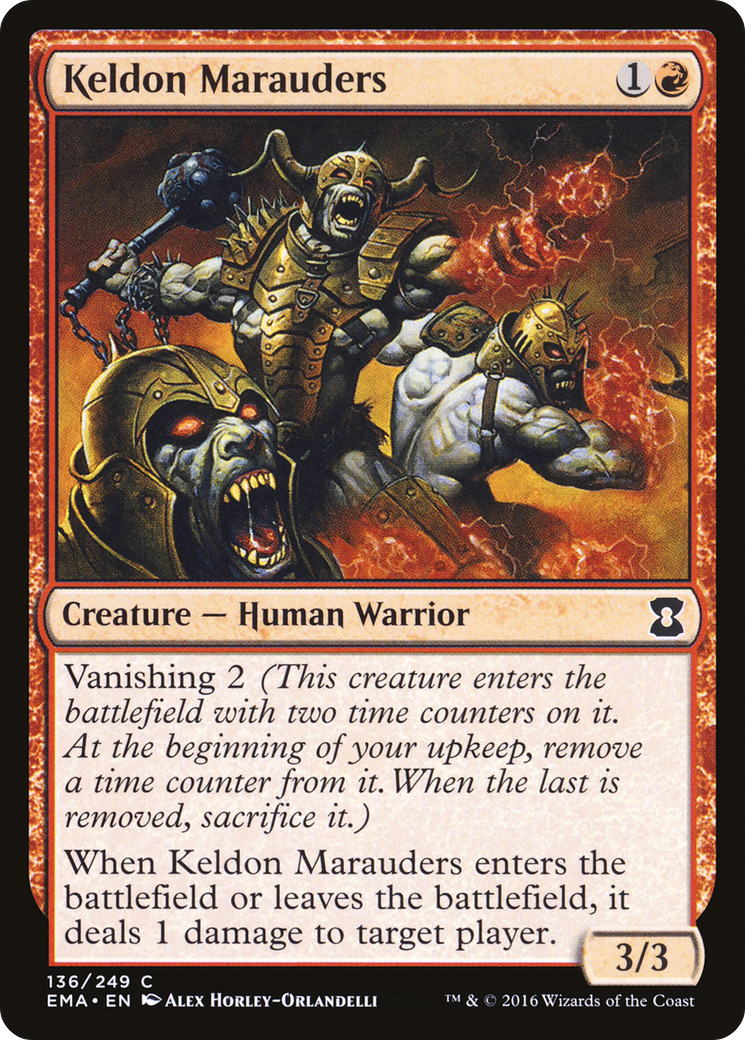 Keldon Marauders 1
Creature — Human Warrior
Vanishing 2 (This creature enters the
battlefield with two time counters on it.
At the beginning of your upkeep, remove
a time counter from it. When the last is
removed, sacrifice it.)
When Keldon Marauders enters the
battlefield or leaves the battlefield, it
deals 1 damage to target player.
3/3
136/249 C
EMA • EN Alex Horley-Orlandelli
™ & © 2016 Wizards of the Coast